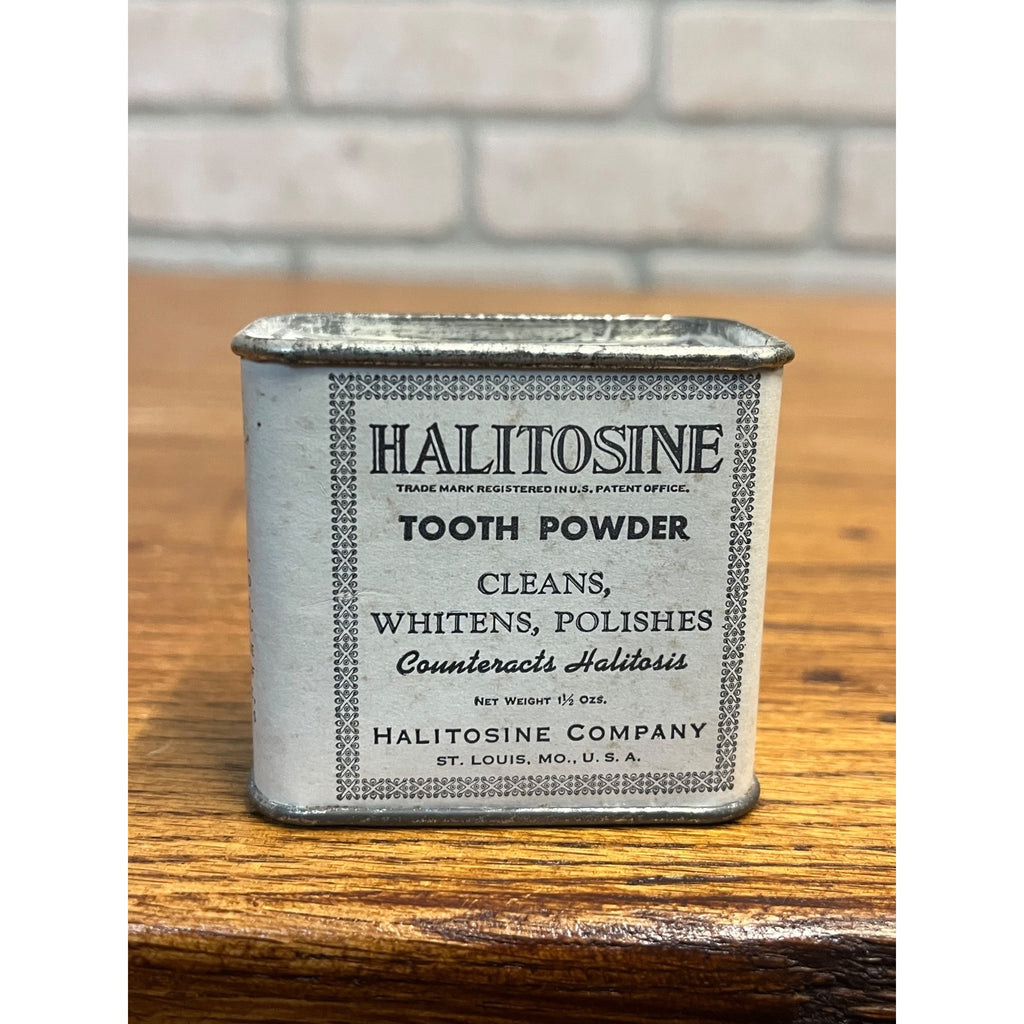 HALITOSINE
TRADE MARK REGISTERED IN U.S. PATENT OFFICE.
TOOTH POWDER
CLEANS,
WHITENS, POLISHES
Counteracts Halitosis
NET WEIGHT 1½ OZS.
HALITOSINE COMPANY
ST. LOUIS, MO., U. S. A.